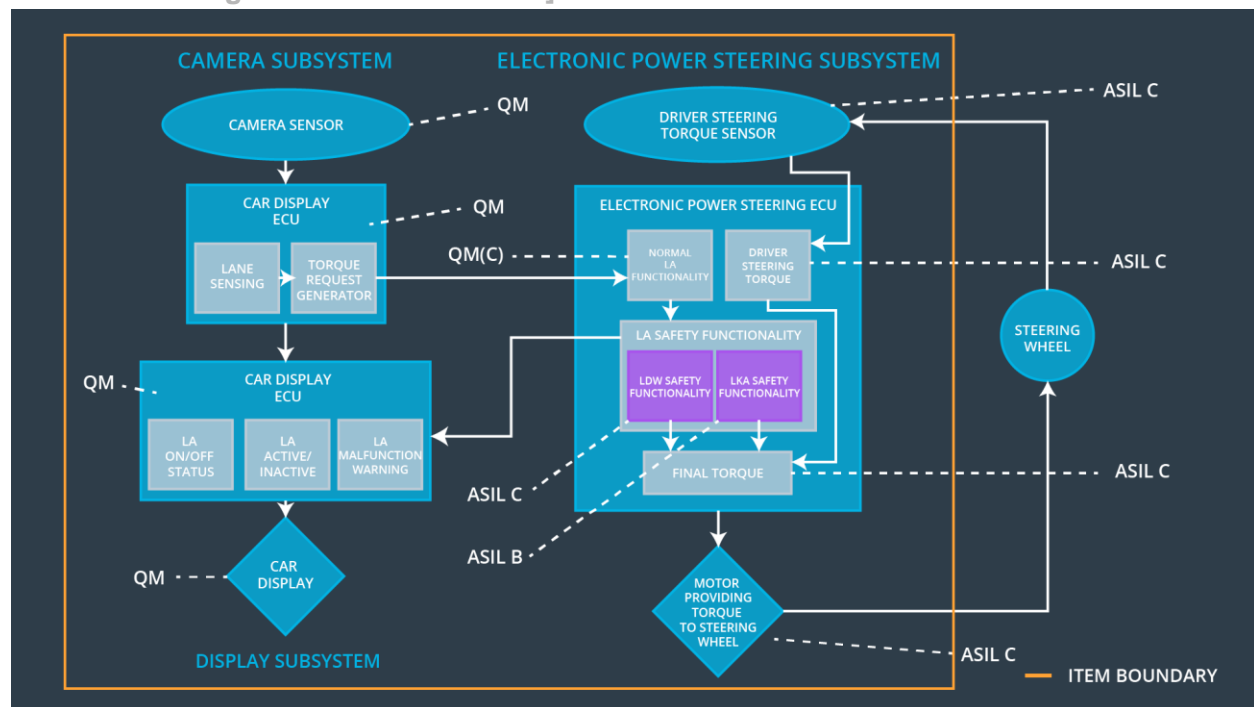 CAMERA SUBSYSTEM
ELECTRONIC POWER STEERING SUBSYSTEM
CAMERA SENSOR
QM
DRIVER STEERING
TORQUE SENSOR
ASIL C
CAR DISPLAY
ECU
QM
LANE
SENSING
TORQUE
REQUEST
GENERATOR
ELECTRONIC POWER STEERING ECU
QM(C)
NORMAL
LA
FUNCTIONALITY
DRIVER
STEERING
TORQUE
ASIL C
LA SAFETY FUNCTIONALITY
LDW SAFETY
FUNCTIONALITY
LKA SAFETY
FUNCTIONALITY
STEERING
WHEEL
QM
CAR DISPLAY
ECU
LA
ON/OFF
STATUS
LA
ACTIVE/
INACTIVE
LA
MALFUNCTION
WARNING
FINAL TORQUE
ASIL C
ASIL C
ASIL B
QM
CAR
DISPLAY
MOTOR
PROVIDING
TORQUE
TO STEERING
WHEEL
ASIL C
DISPLAY SUBSYSTEM
ITEM BOUNDARY